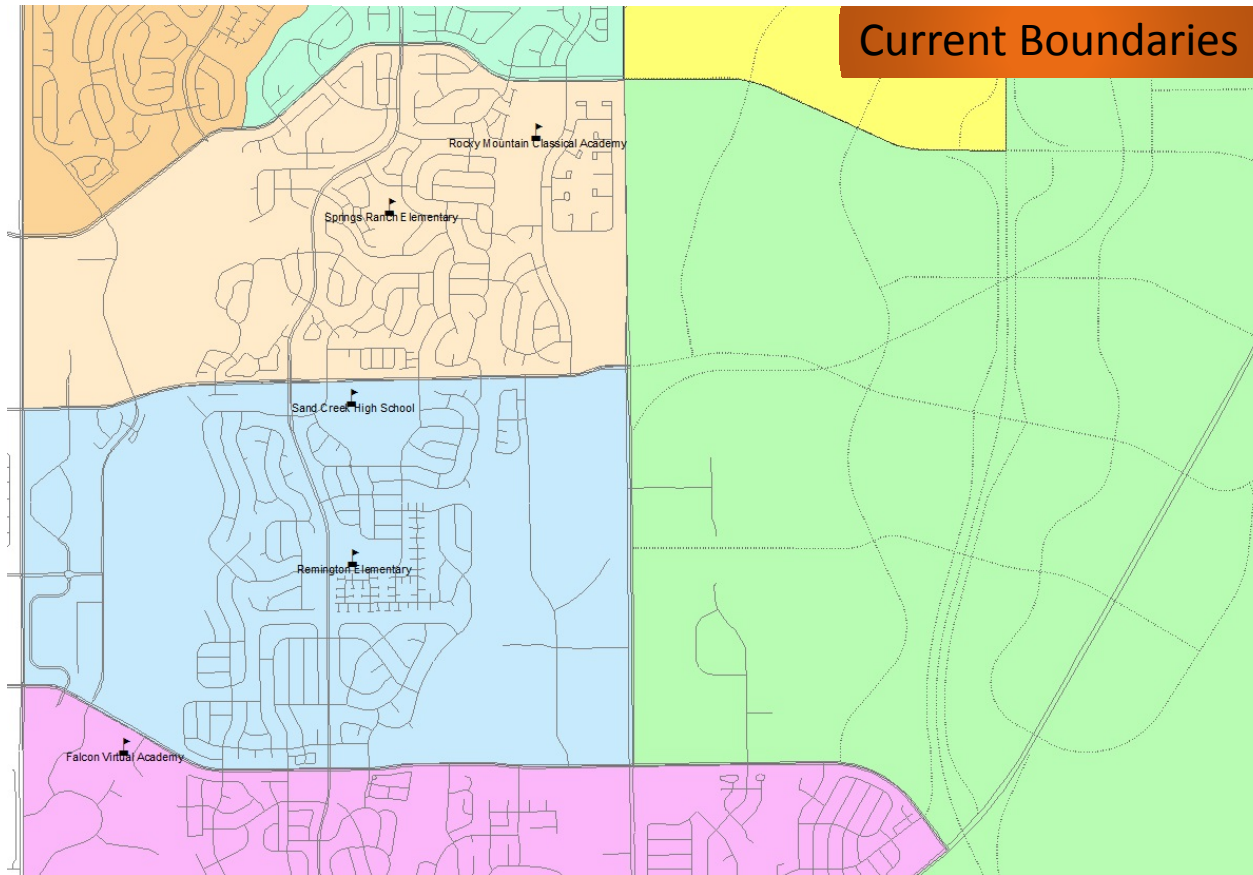 Current Boundaries
Rocky Mountain Classical Academy
Springs Ranch Elementary
Sand Creek High School
Remington Elementary
Falcon Virtual Academy